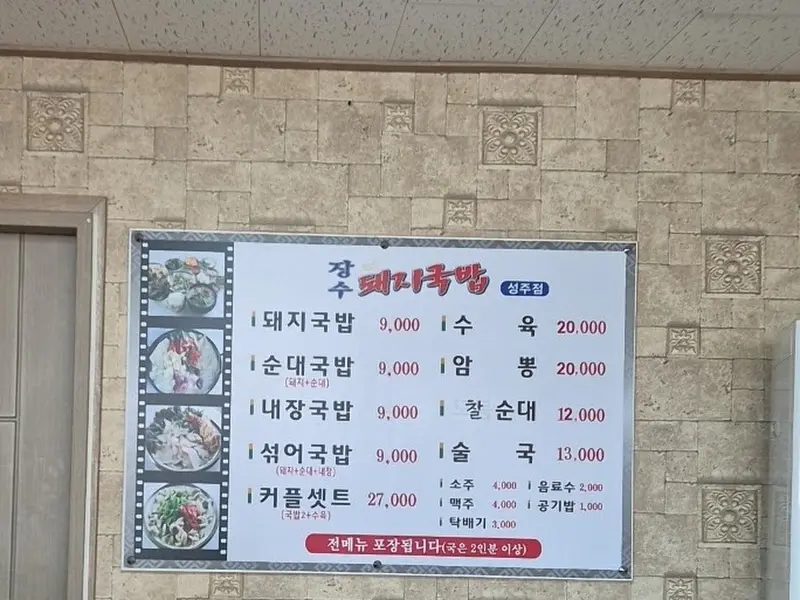 장수 돼지국밥 성주점
돼지국밥 9,000
순대국밥 9,000
(돼지+순대)
내장국밥 9,000
섞어국밥 9,000
(돼지+순대+내장)
커플셋트 27,000
(국밥2+수육)
수육 20,000
암뽕 20,000
찰순대 12,000
술국 13,000
소주 4,000 음료수 2,000
맥주 4,000 공기밥 1,000
탁배기 3,000
전메뉴 포장됩니다(국은 2인분 이상)